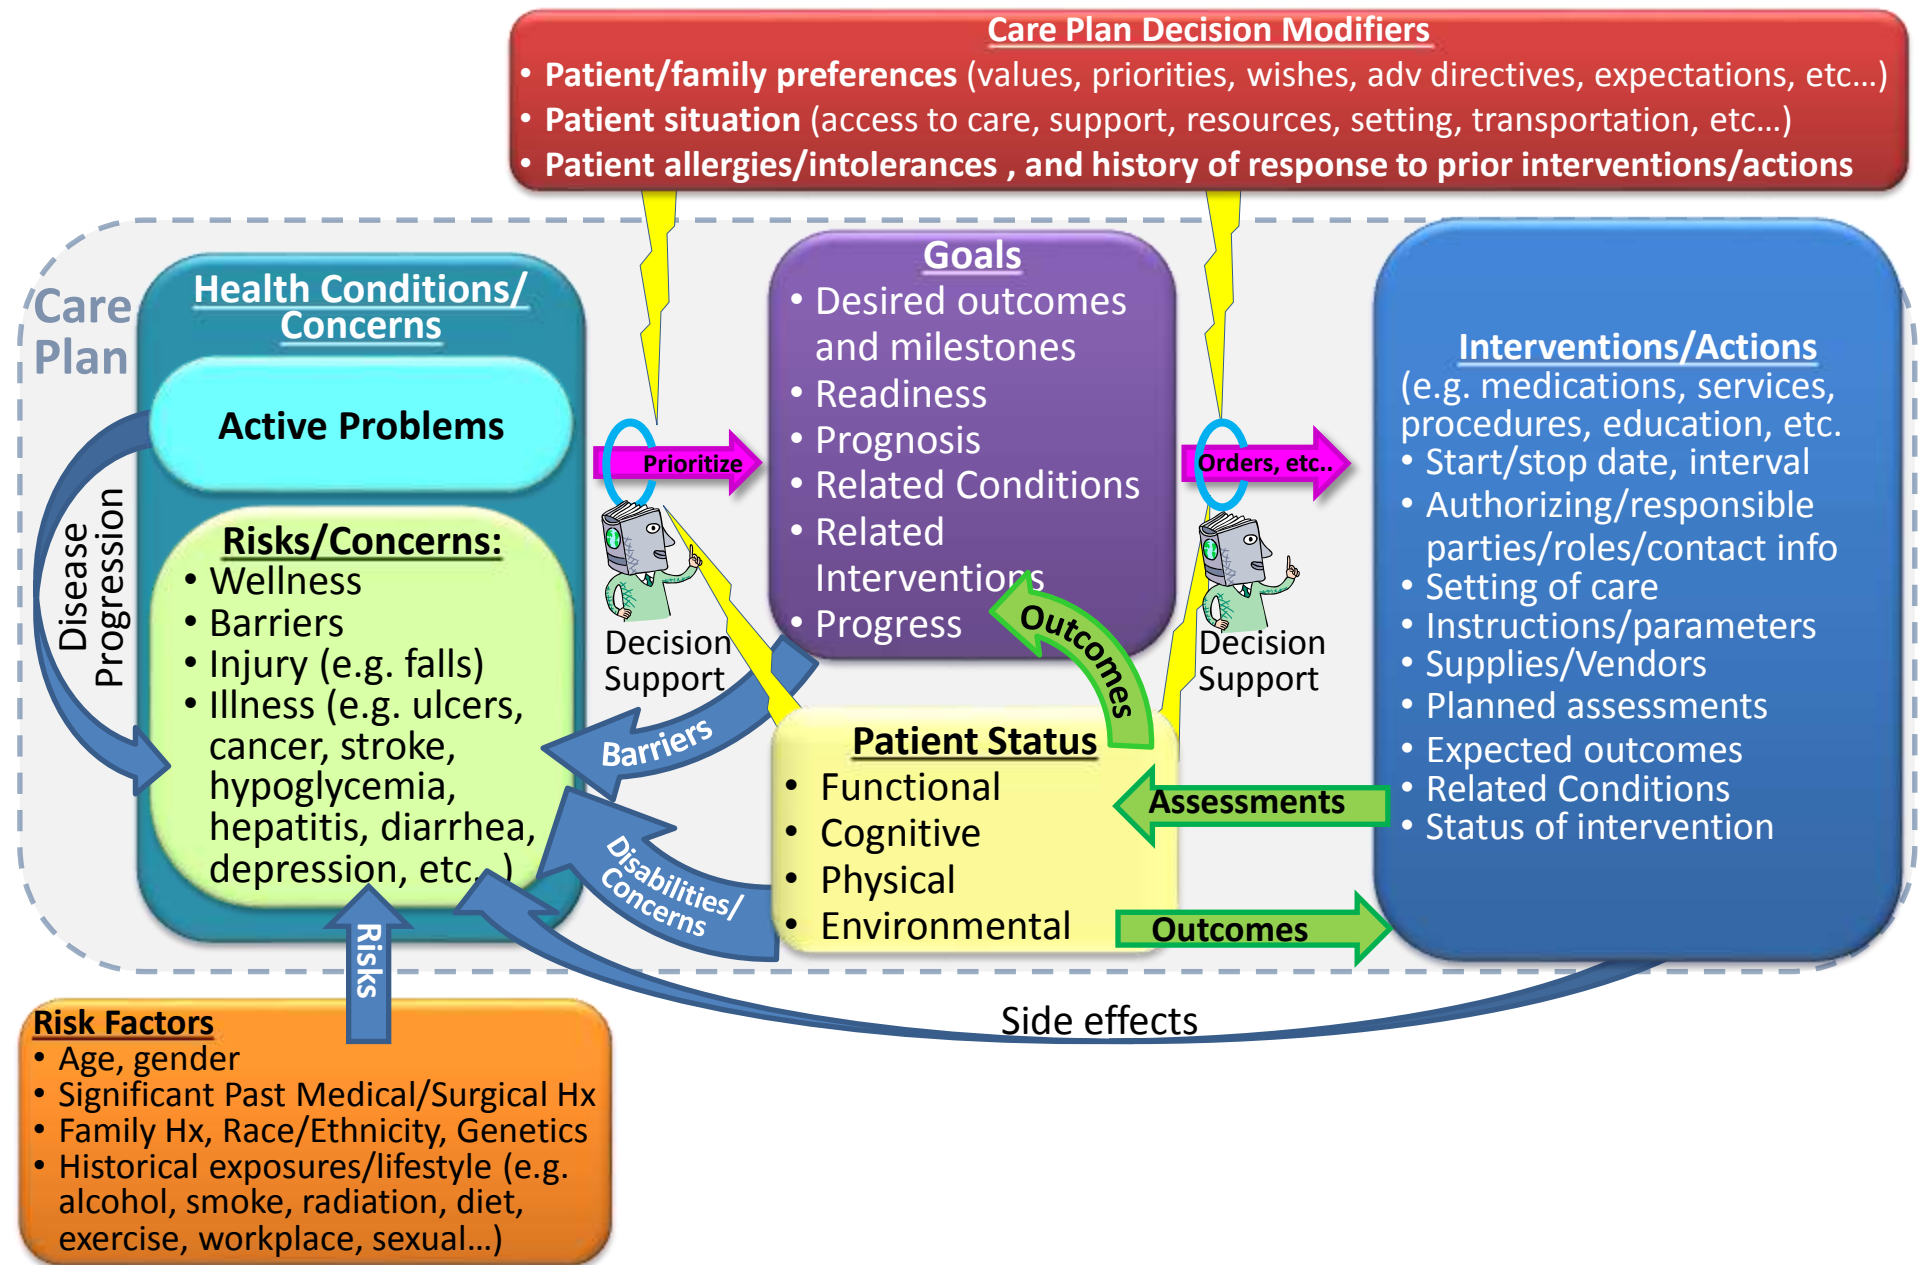 Care Plan Decision Modifiers
• Patient/family preferences (values, priorities, wishes, adv directives, expectations, etc...)
• Patient situation (access to care, support, resources, setting, transportation, etc...)
• Patient allergies/intolerances , and history of response to prior interventions/actions
Care
Plan
Health Conditions/
Concerns
Active Problems
Disease
Progression
Risks/Concerns:
• Wellness
• Barriers
• Injury (e.g. falls)
• Illness (e.g. ulcers,
cancer, stroke,
hypoglycemia,
hepatitis, diarrhea,
depression, etc...)
Prioritize
Decision
Support
Goals
• Desired outcomes
and milestones
• Readiness
• Prognosis
• Related Conditions
• Related
Interventions
• Progress
Orders, etc..
Decision
Support
Outcomes
Barriers
Disabilities/
Concerns
Patient Status
• Functional
• Cognitive
• Physical
• Environmental
Assessments
Outcomes
Interventions/Actions
(e.g. medications, services,
procedures, education, etc.
• Start/stop date, interval
• Authorizing/responsible
parties/roles/contact info
• Setting of care
• Instructions/parameters
• Supplies/Vendors
• Planned assessments
• Expected outcomes
• Related Conditions
• Status of intervention
Side effects
Risks
Risk Factors
• Age, gender
• Significant Past Medical/Surgical Hx
• Family Hx, Race/Ethnicity, Genetics
• Historical exposures/lifestyle (e.g.
alcohol, smoke, radiation, diet,
exercise, workplace, sexual...)